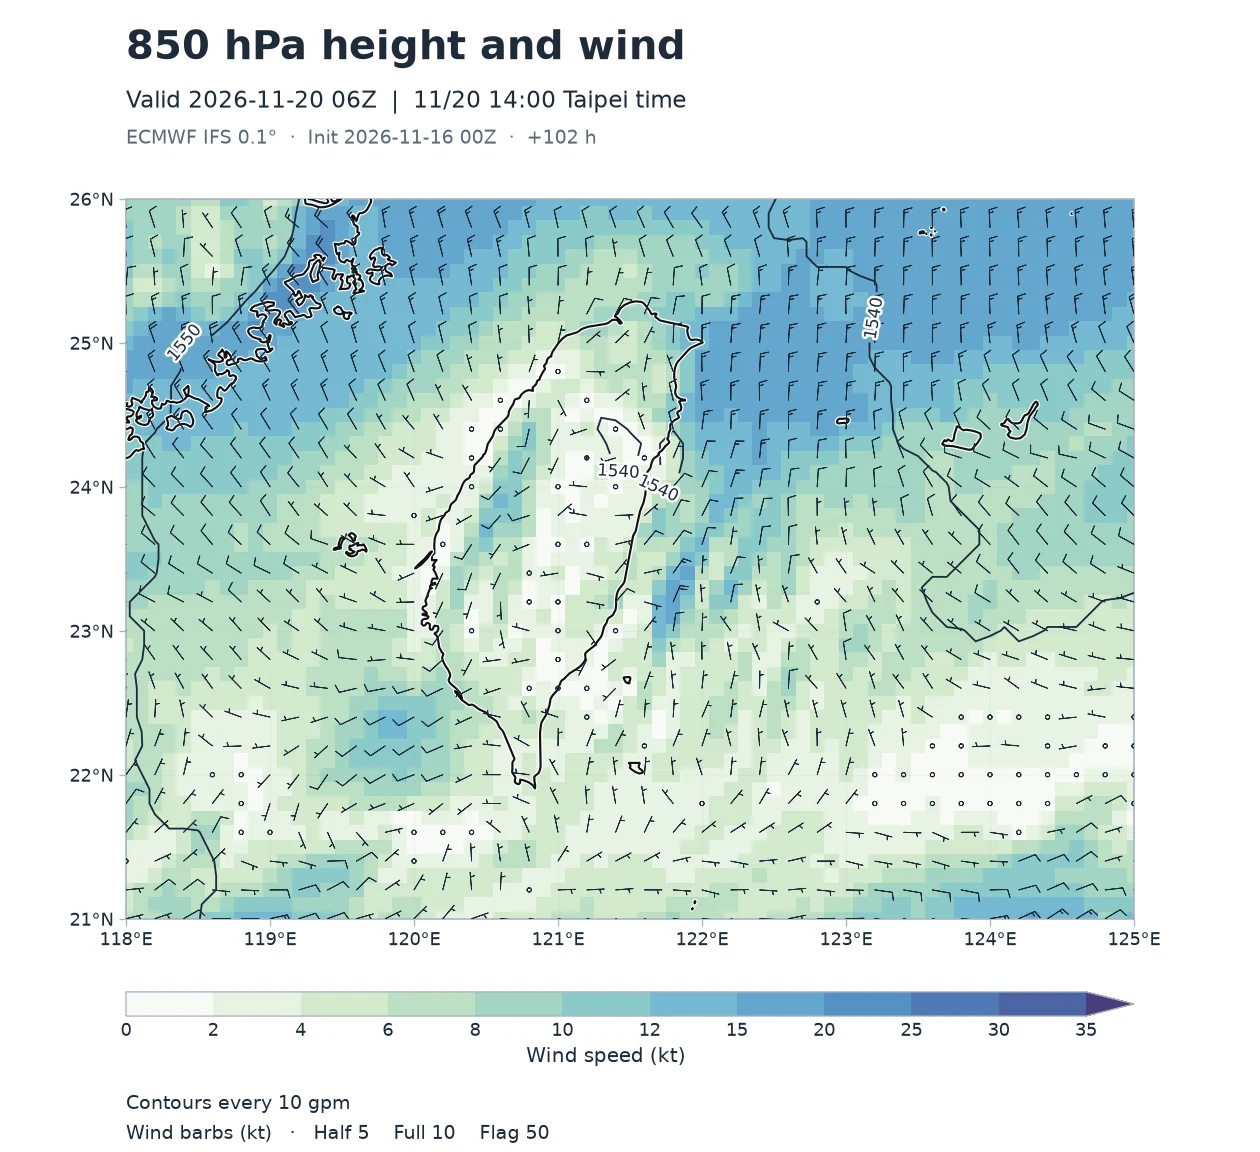 850 hPa height and wind
Valid 2026-11-20 06Z | 11/20 14:00 Taipei time
ECMWF IFS 0.1° · Init 2026-11-16 00Z · +102 h
26°N
25°N
24°N
23°N
22°N
21°N
1550
1540
1540
1540
118°E 119°E 120°E 121°E 122°E 123°E 124°E 125°E
0 2 4 6 8 10 12 15 20 25 30 35
Wind speed (kt)
Contours every 10 gpm
Wind barbs (kt) · Half 5 Full 10 Flag 50